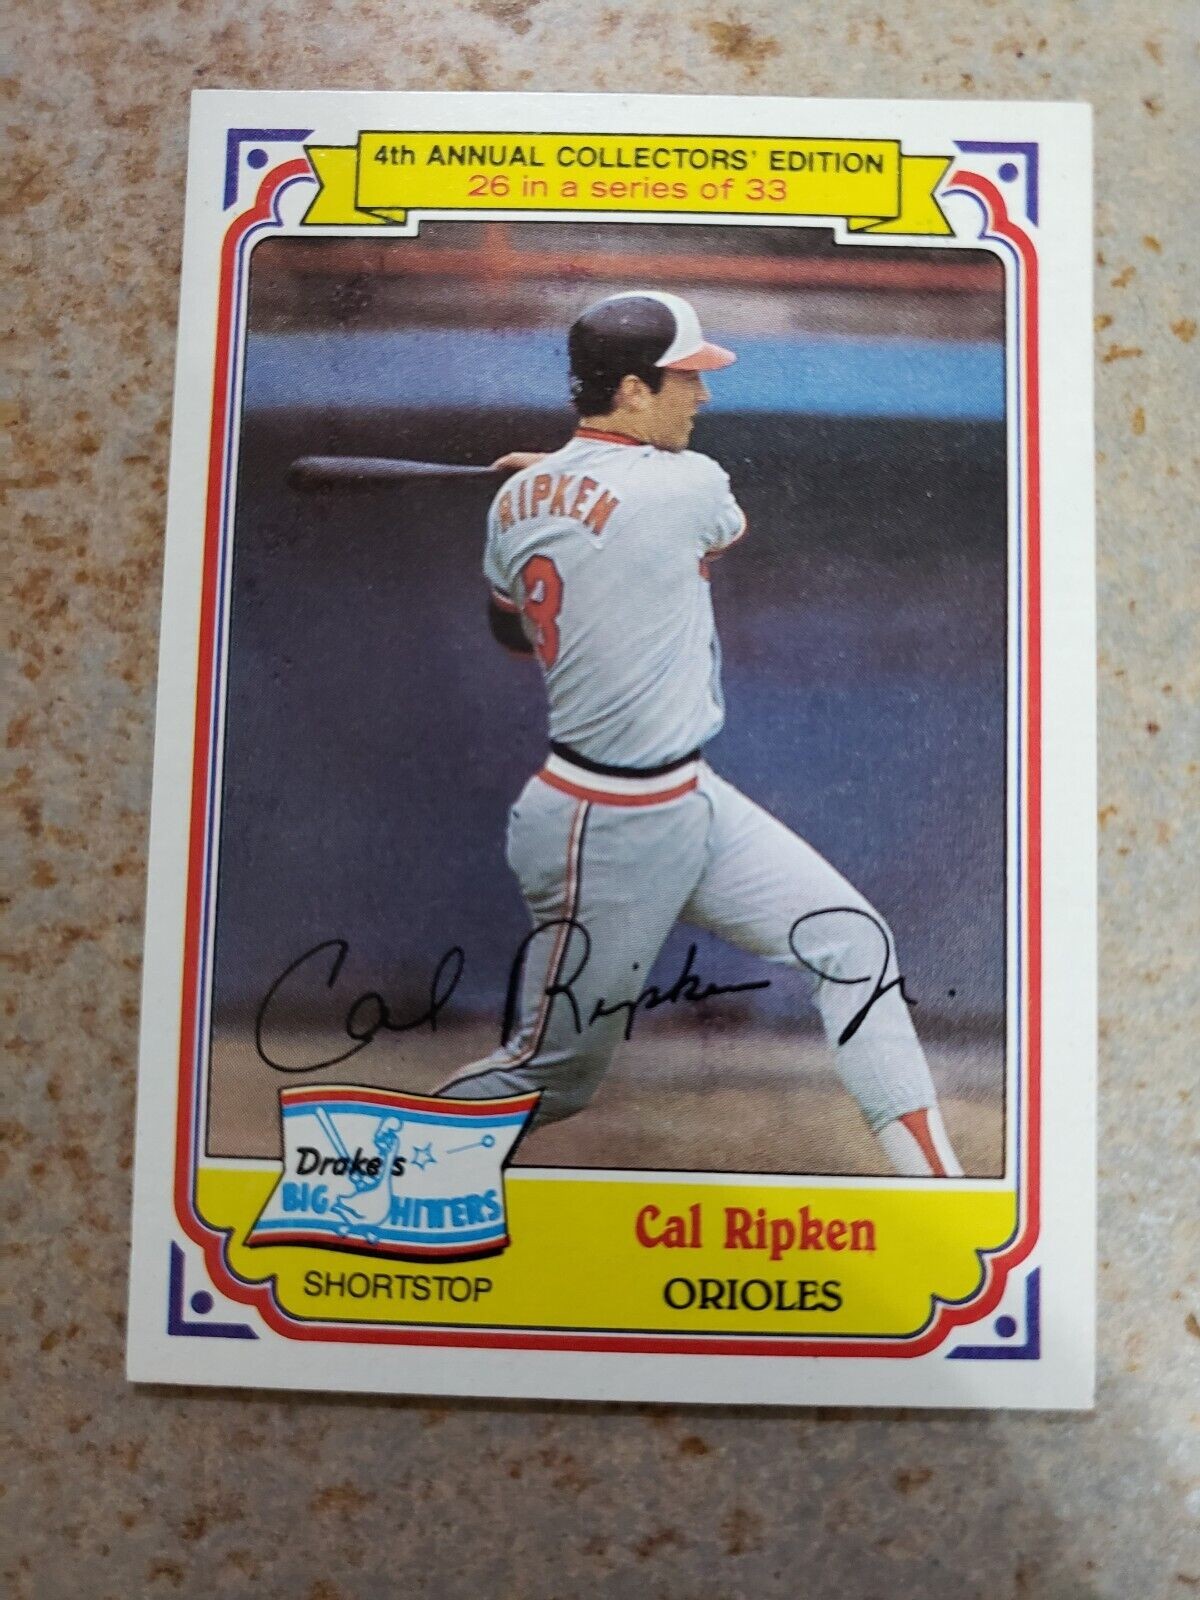 4th ANNUAL COLLECTORS' EDITION
26 in a series of 33
RIPKEN
8
Cal Ripken Jr.
Drake's
BIG HITTERS
Cal Ripken
SHORTSTOP
ORIOLES